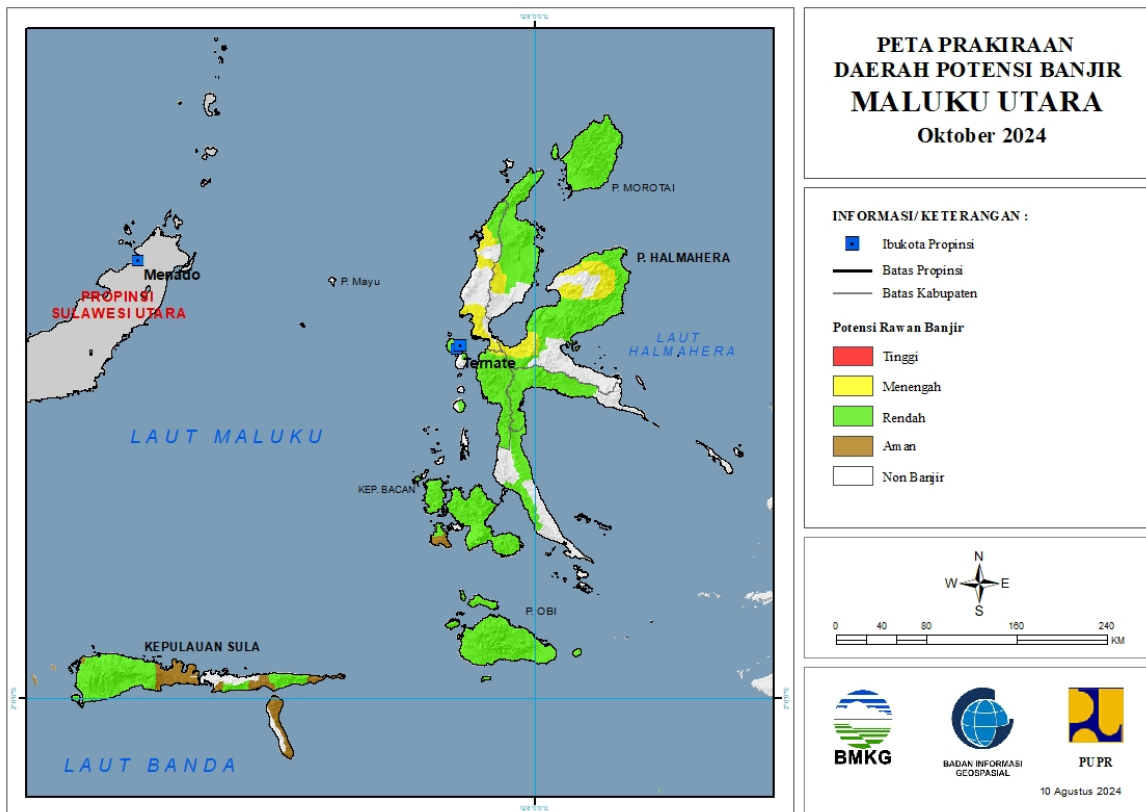 PETA PRAKIRAAN
DAERAH POTENSI BANJIR
MALUKU UTARA
Oktober 2024
INFORMASI/ KETERANGAN :
Ibukota Propinsi
Batas Propinsi
Batas Kabupaten
Potensi Rawan Banjir
Tinggi
Menengah
Rendah
Aman
Non Banjir
N
W E
S
0 40 80 160 240
KM
BMKG
BADAN INFORMASI
GEOSPASIAL
PUPR
10 Agustus 2024
128°0'0"E
P. MOROTAI
P. HALMAHERA
Menado
PROPINSI
SULAWESI UTARA
P. Mayu
LAUT
HALMAHERA
Ternate
LAUT MALUKU
KEP. BACAN
P. OBI
KEPULAUAN SULA
LAUT BANDA